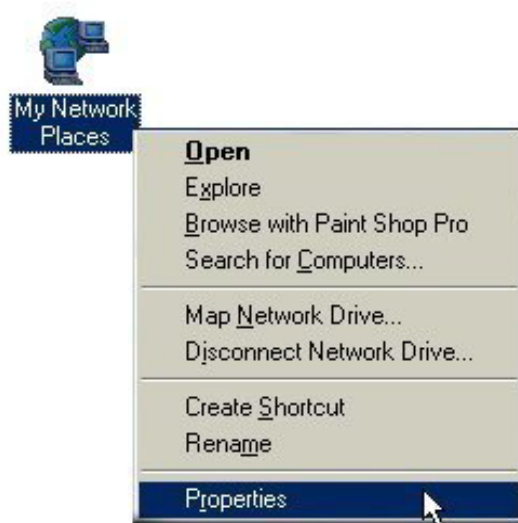 My Network
Places
Open
Explore
Browse with Paint Shop Pro
Search for Computers...
Map Network Drive...
Disconnect Network Drive...
Create Shortcut
Rename
Properties